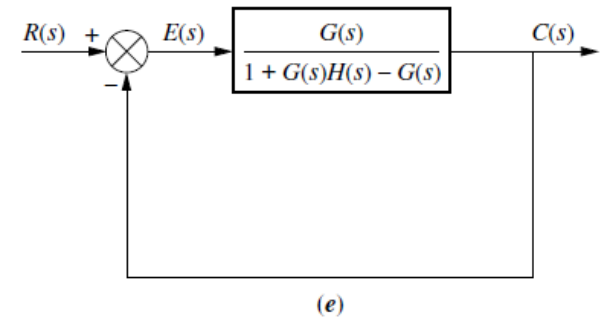 R(s) + E(s) G(s) C(s)
1 + G(s)H(s) – G(s)
–
(e)